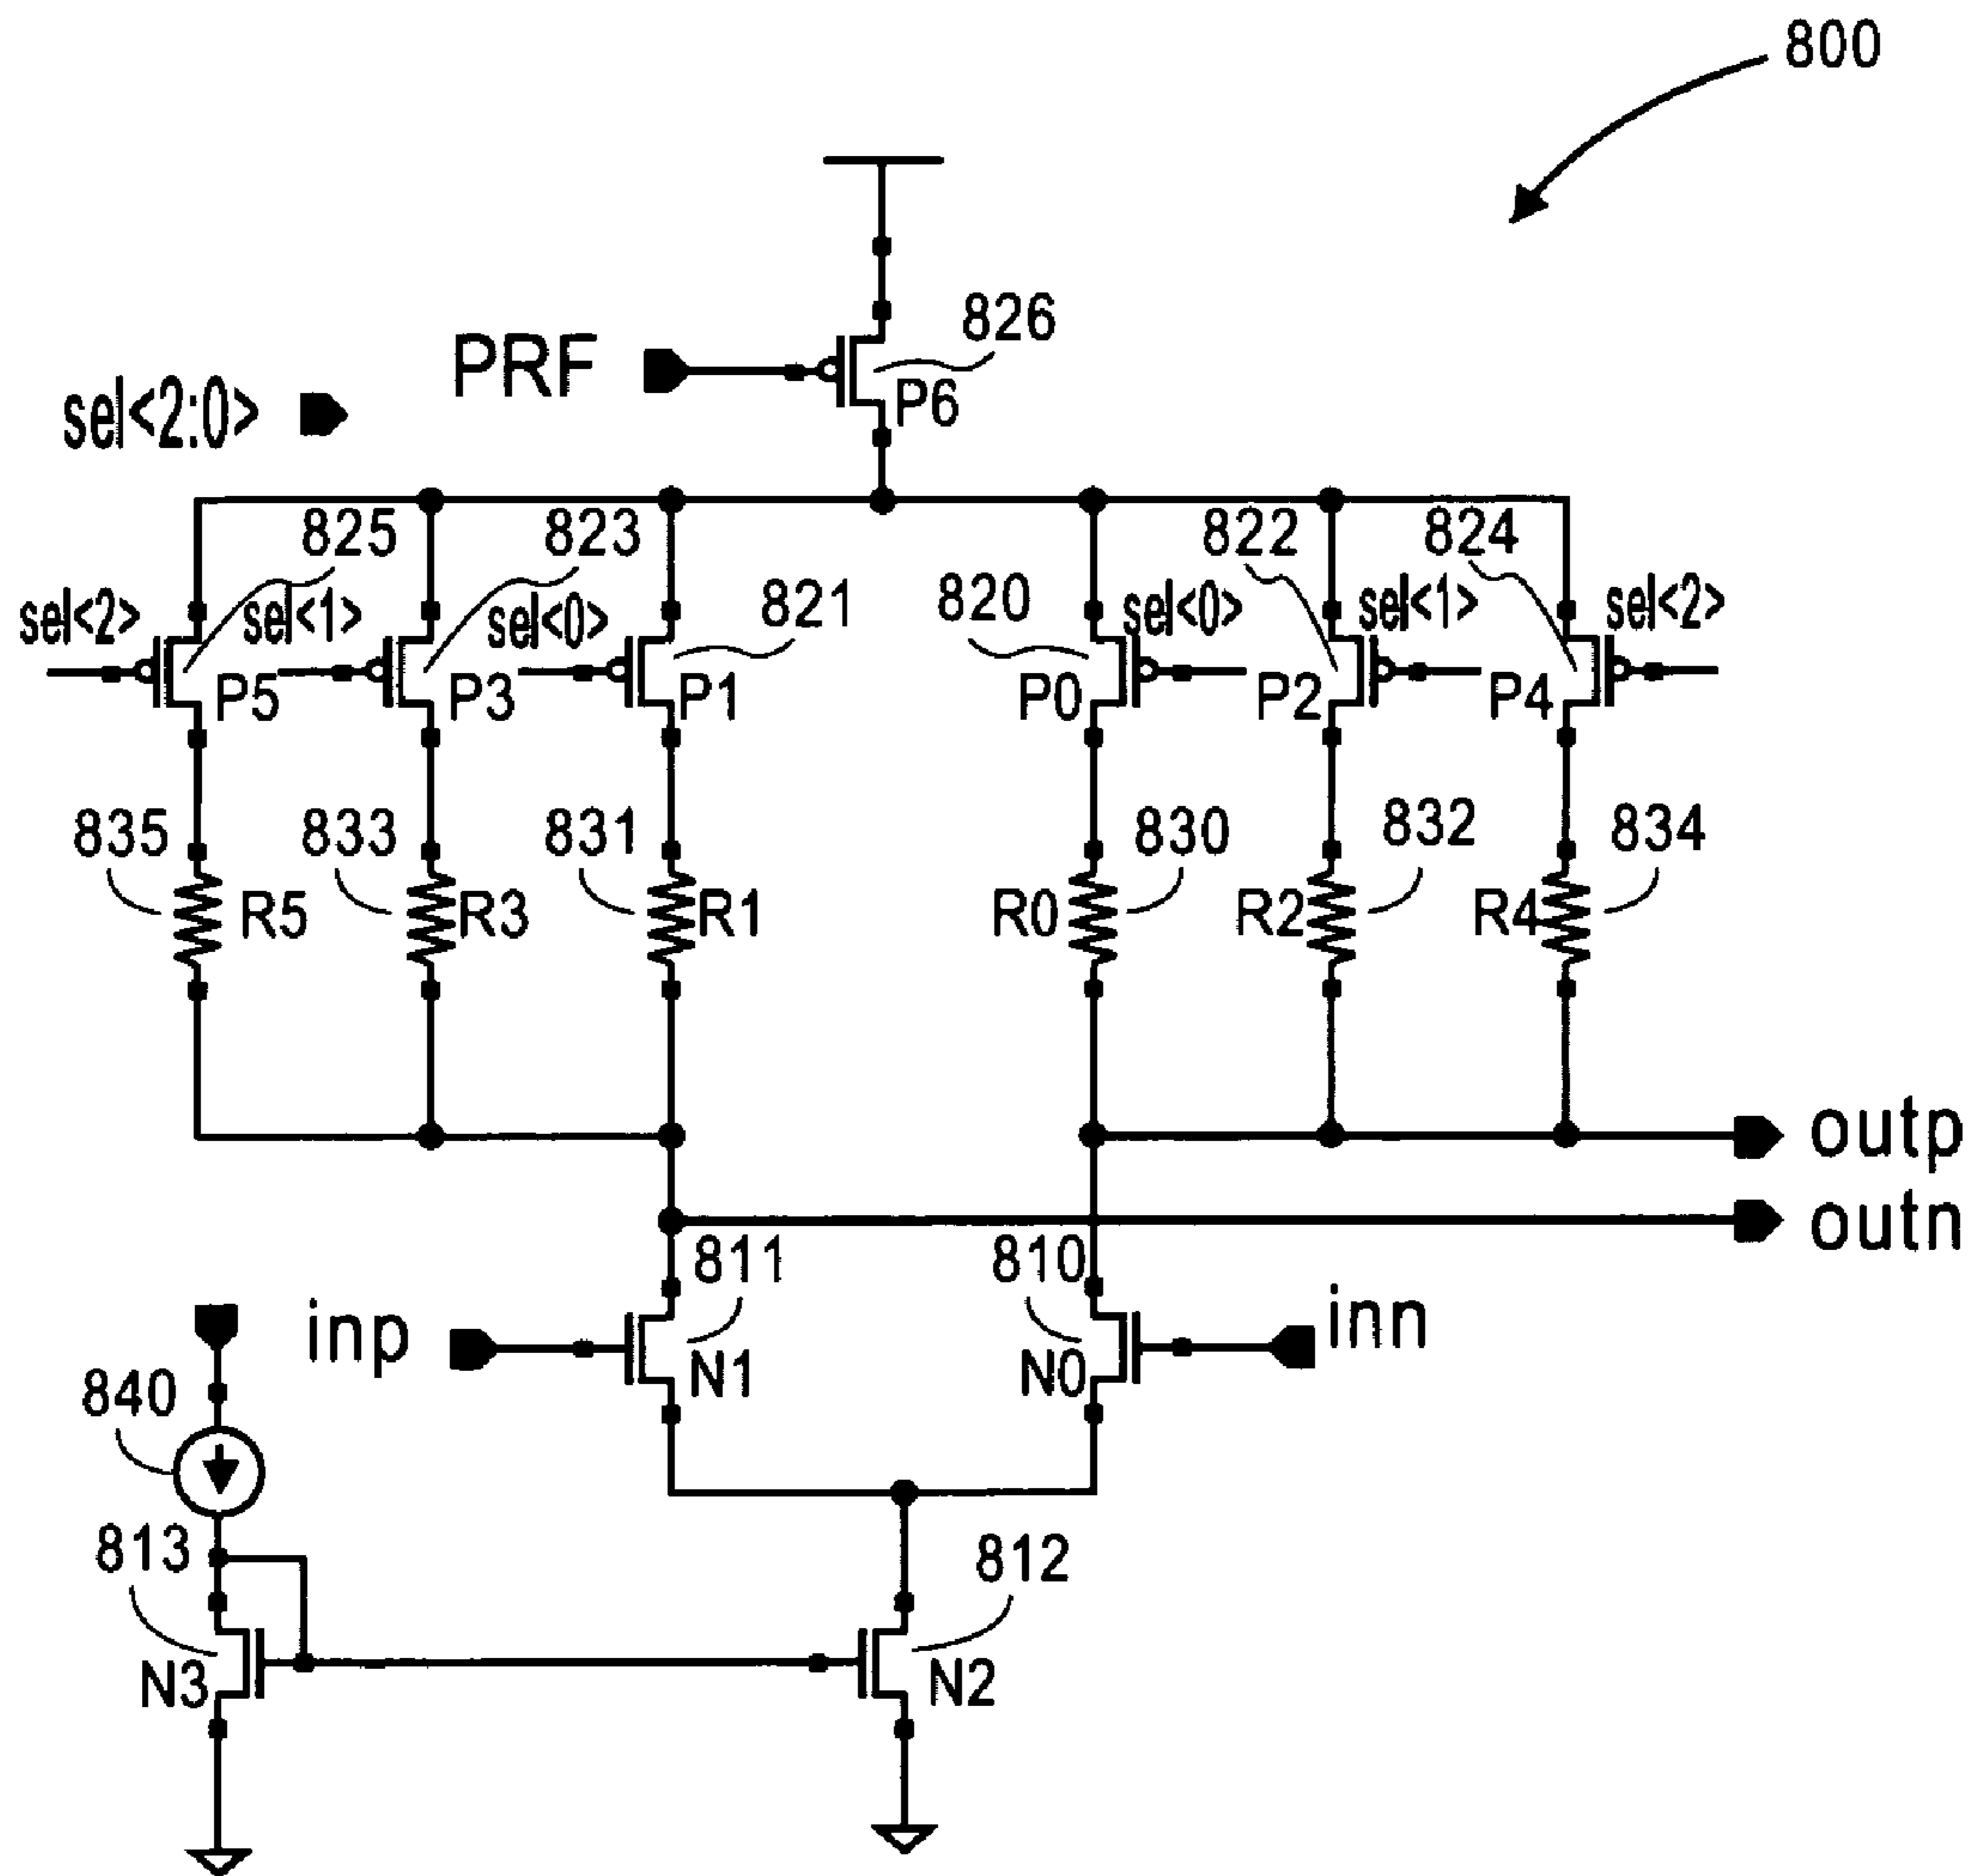 800
826
PRF
P6
sel<2:0>
825
823
822
824
sel<2>
sel<1>
sel<0>
821
820
sel<0>
sel<1>
sel<2>
P5
P3
P1
P0
P2
P4
835
833
831
830
832
834
R5
R3
R1
R0
R2
R4
outp
outn
811
810
inp
inn
N1
N0
840
813
812
N3
N2